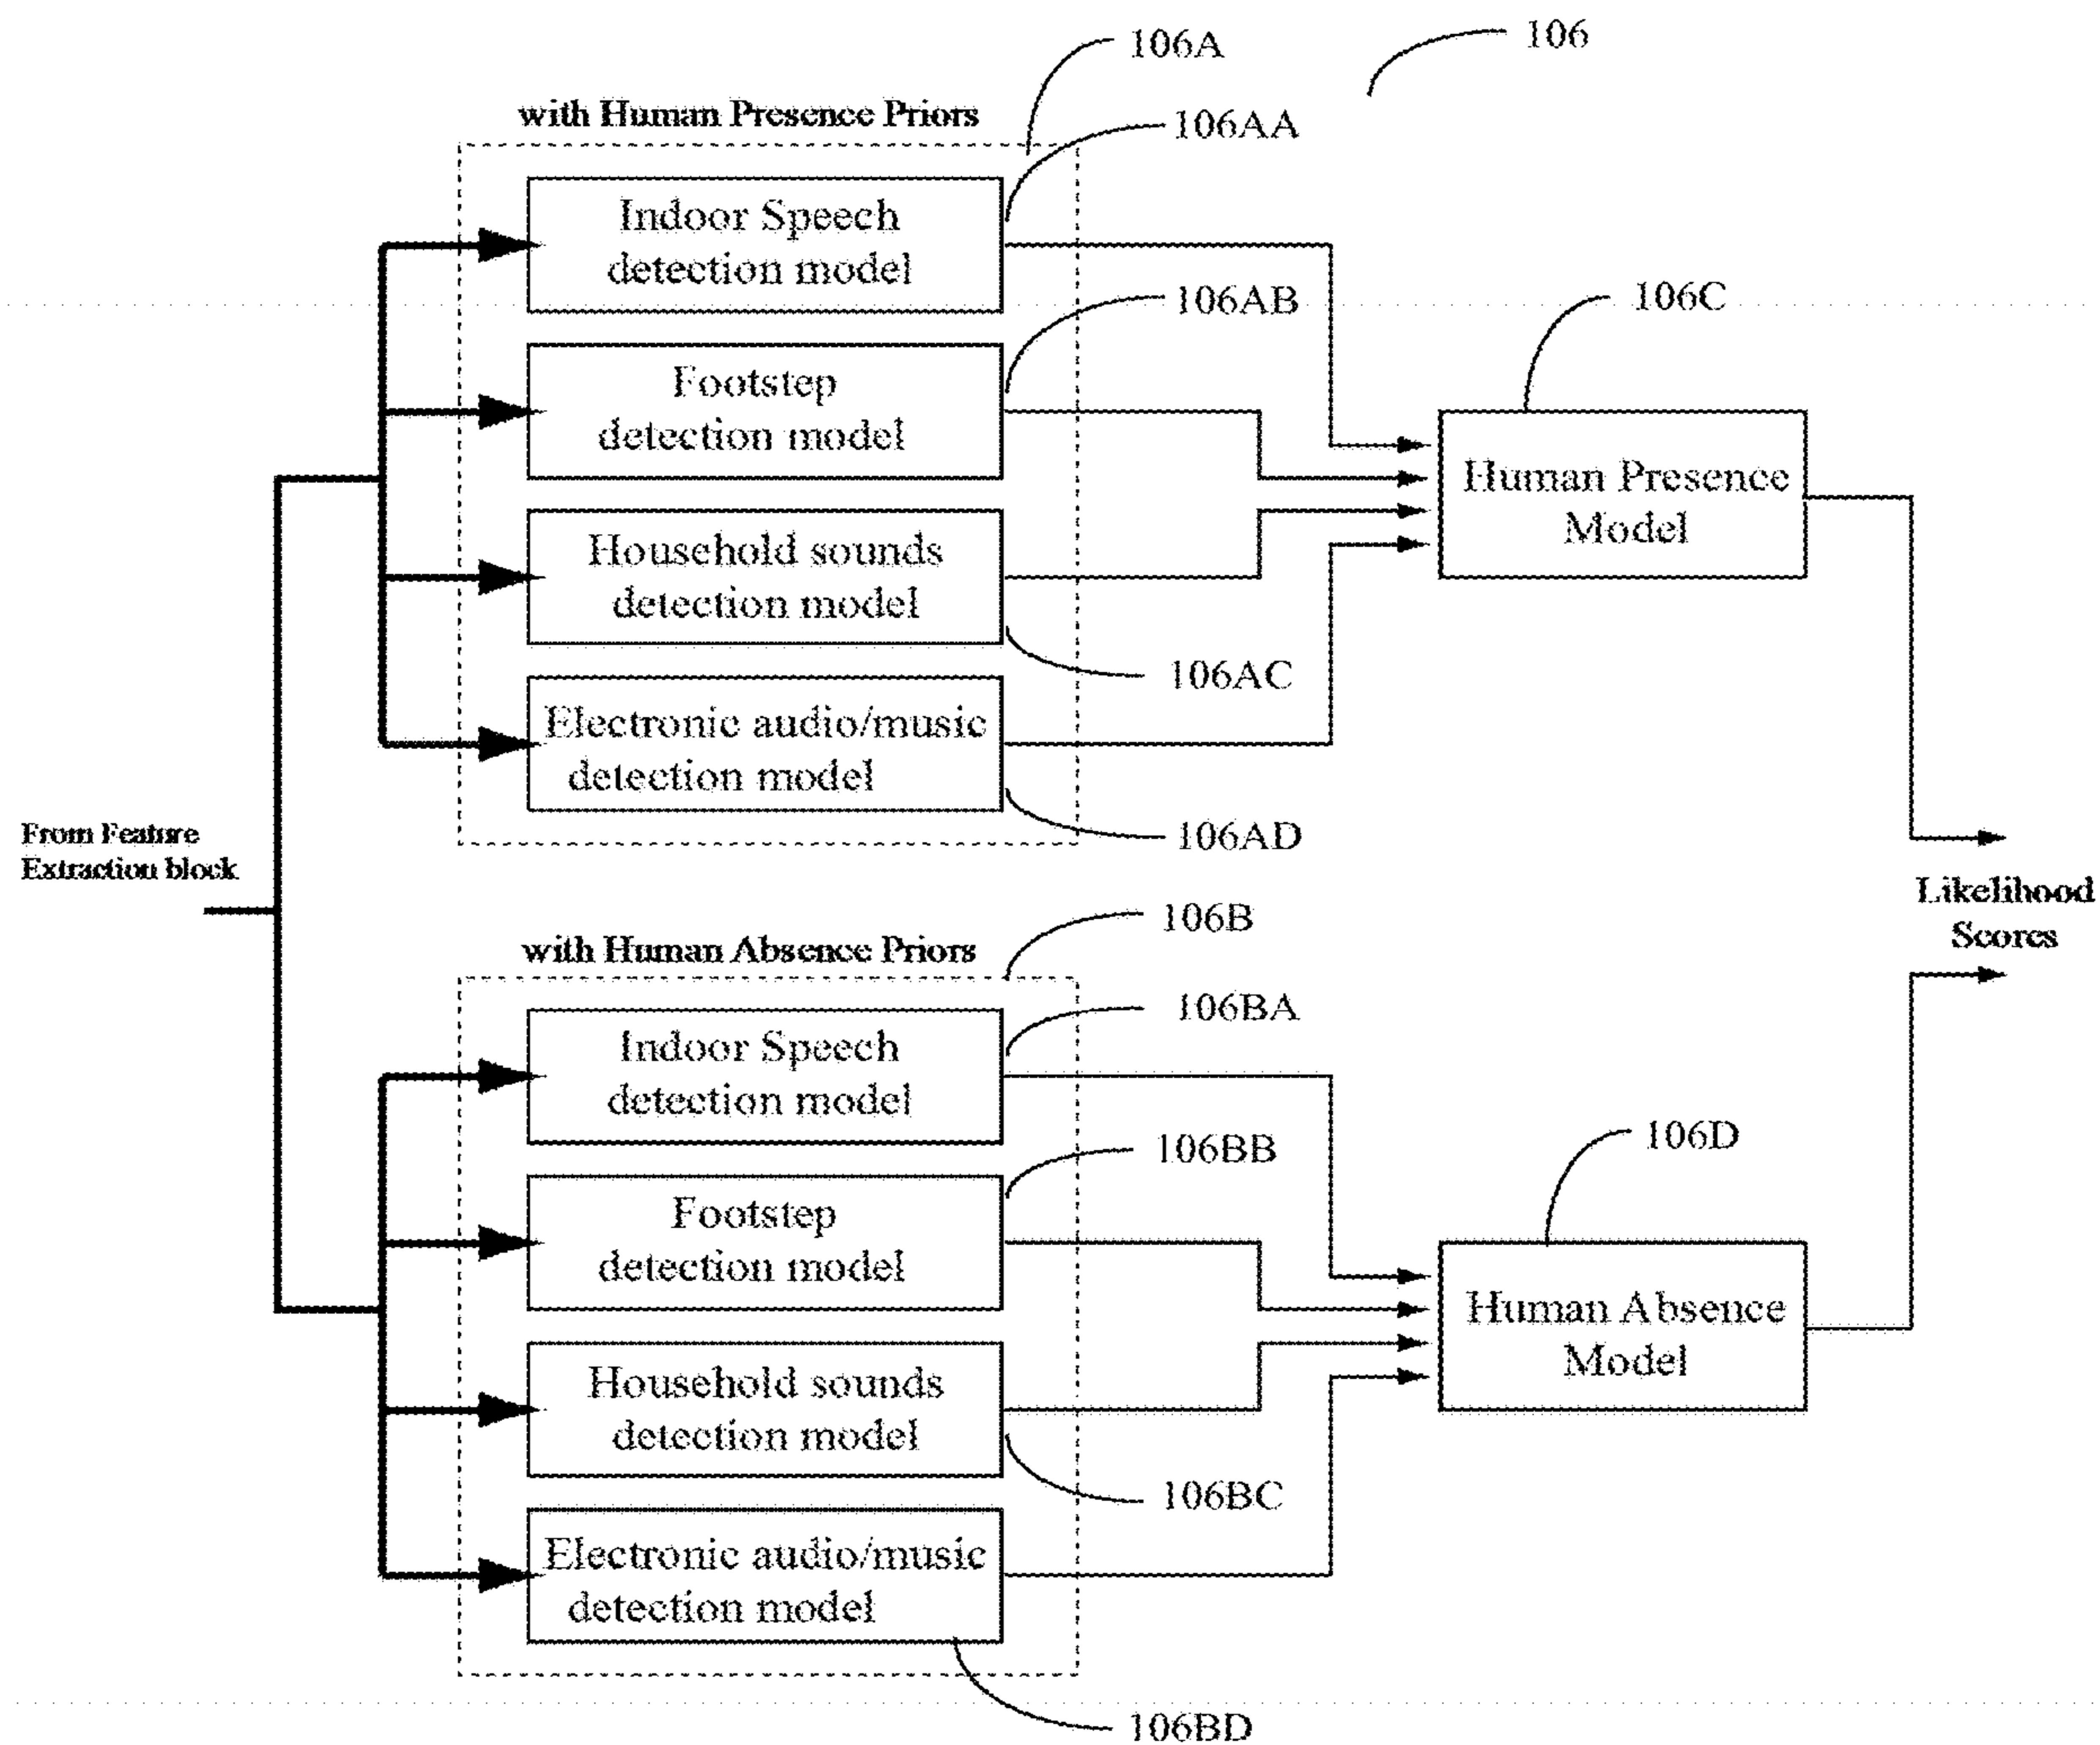 106A
106
with Human Presence Priors
106AA
Indoor Speech
detection model
106AB
106C
Footstep
detection model
Human Presence
Model
Household sounds
detection model
106AC
Electronic audio/music
detection model
106AD
From Feature
Extraction block
Likelihood
Scores
106B
with Human Absence Priors
106BA
Indoor Speech
detection model
106BB
106D
Footstep
detection model
Human Absence
Model
Household sounds
detection model
106BC
Electronic audio/music
detection model
106BD